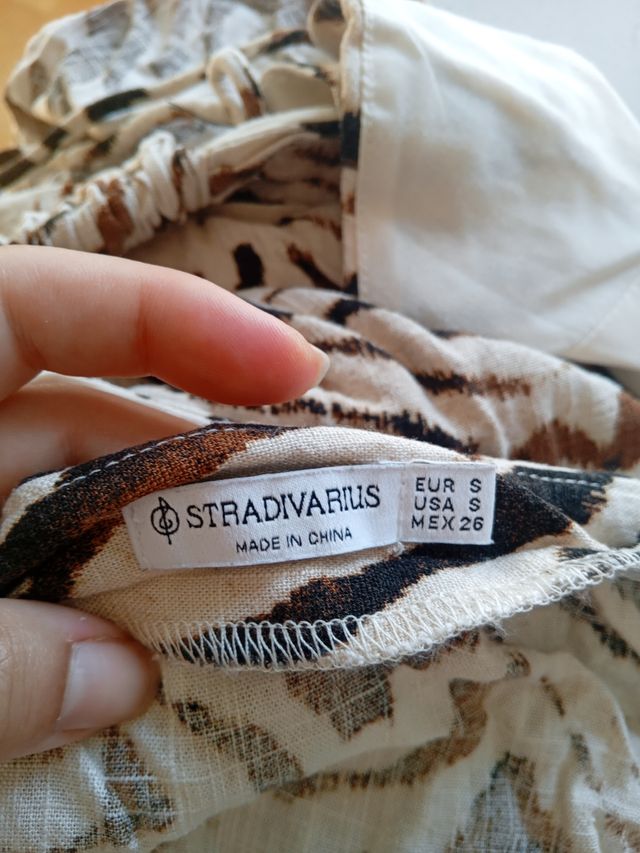 STRADIVARIUS
MADE IN CHINA
EUR S
USA S
MEX 26